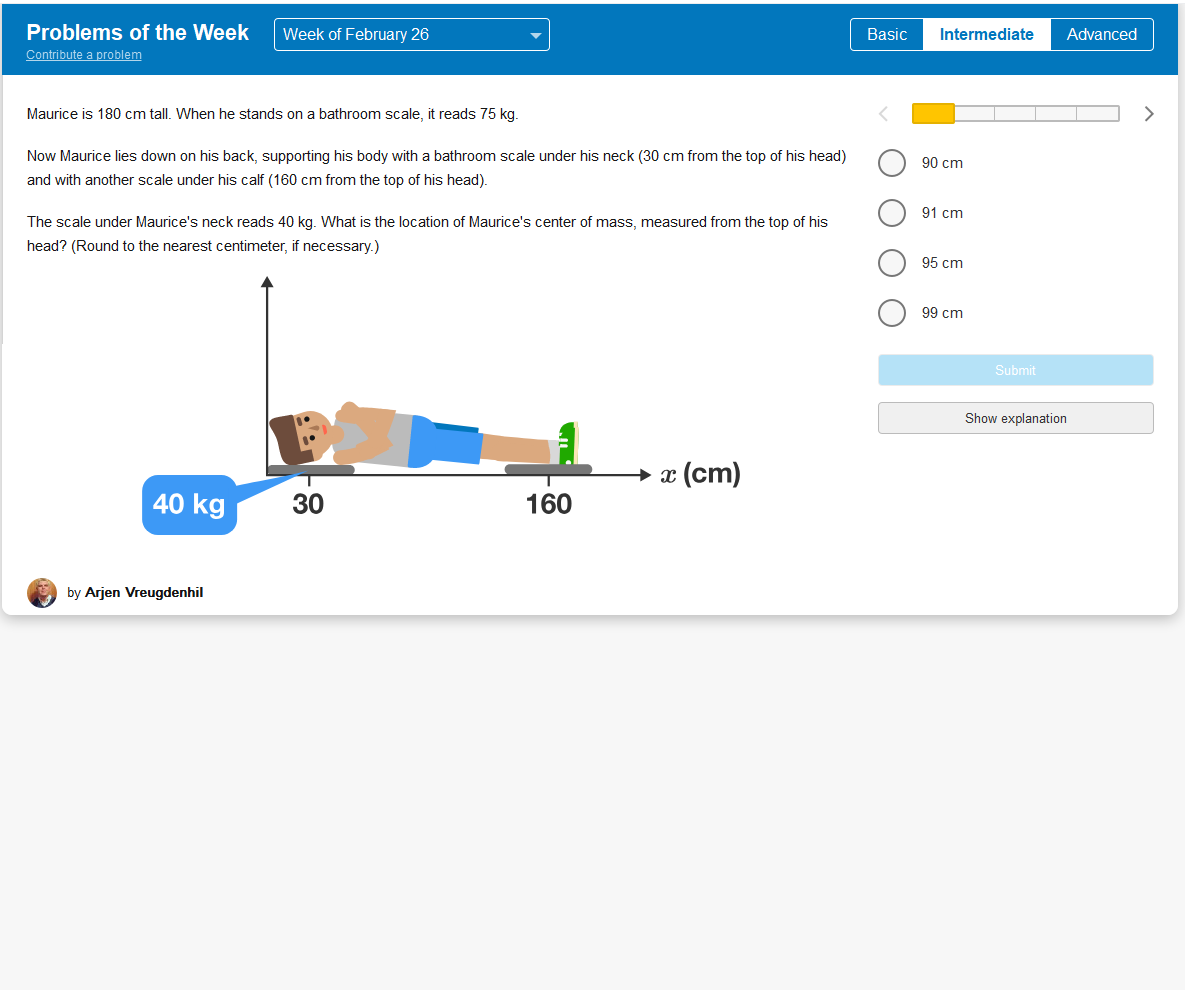 Problems of the Week
Contribute a problem
Week of February 26
Basic
Intermediate
Advanced
Maurice is 180 cm tall. When he stands on a bathroom scale, it reads 75 kg.
Now Maurice lies down on his back, supporting his body with a bathroom scale under his neck (30 cm from the top of his head)
and with another scale under his calf (160 cm from the top of his head).
The scale under Maurice's neck reads 40 kg. What is the location of Maurice's center of mass, measured from the top of his
head? (Round to the nearest centimeter, if necessary.)
40 kg
30
160
x (cm)
by Arjen Vreugdenhil
90 cm
91 cm
95 cm
99 cm
Submit
Show explanation